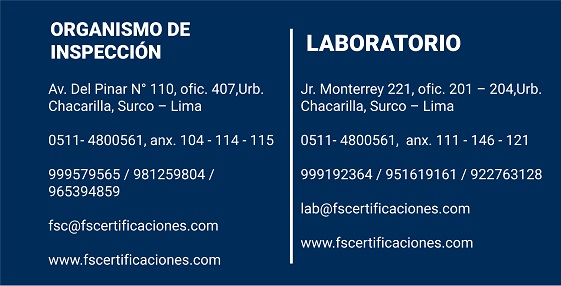 ORGANISMO DE
INSPECCIÓN
Av. Del Pinar N° 110, ofic. 407,Urb.
Chacarilla, Surco – Lima
0511- 4800561, anx. 104 - 114 - 115
999579565 / 981259804 /
965394859
fsc@fscertificaciones.com
www.fscertificaciones.com
LABORATORIO
Jr. Monterrey 221, ofic. 201 – 204,Urb.
Chacarilla, Surco – Lima
0511- 4800561,  anx. 111 - 146 - 121
999192364 / 951619161 / 922763128
lab@fscertificaciones.com
www.fscertificaciones.com